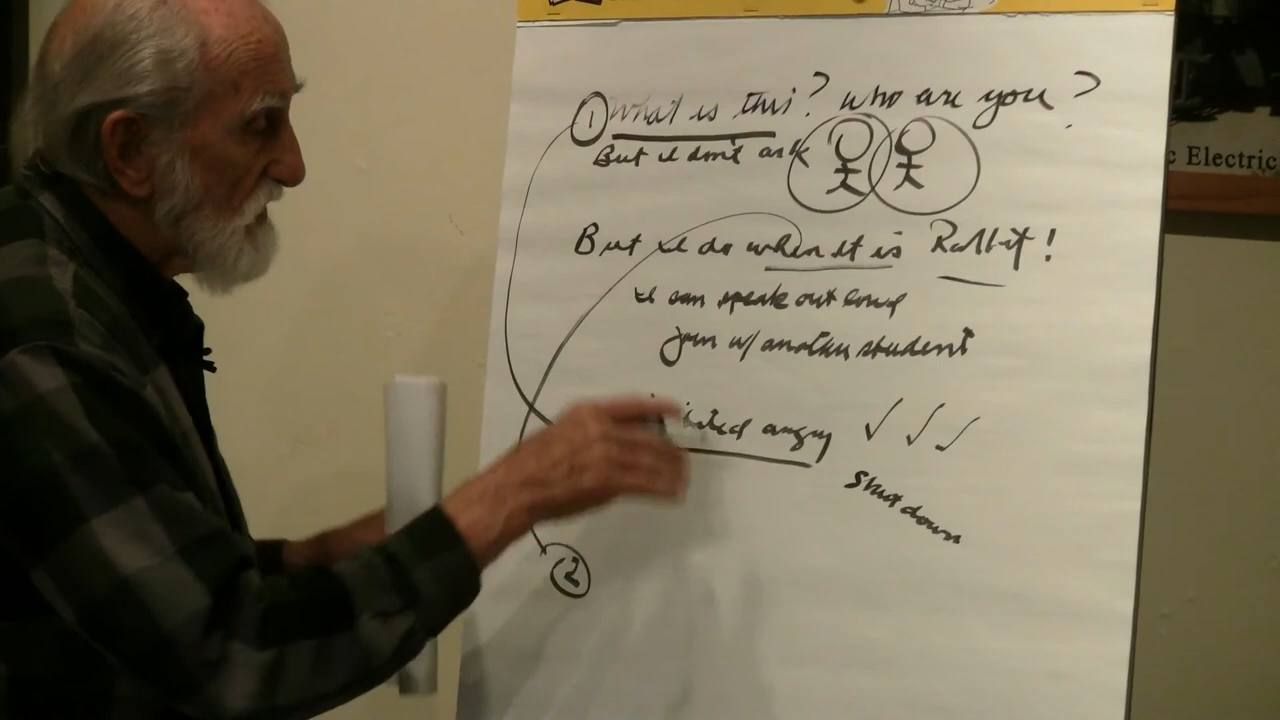 ① What is this? who are you?
But I don't ask
But I do when it is Rabbit!
I can speak out loud
join w/ another student
angry ✓ ✓ ✓
Shut down
②
c Electric